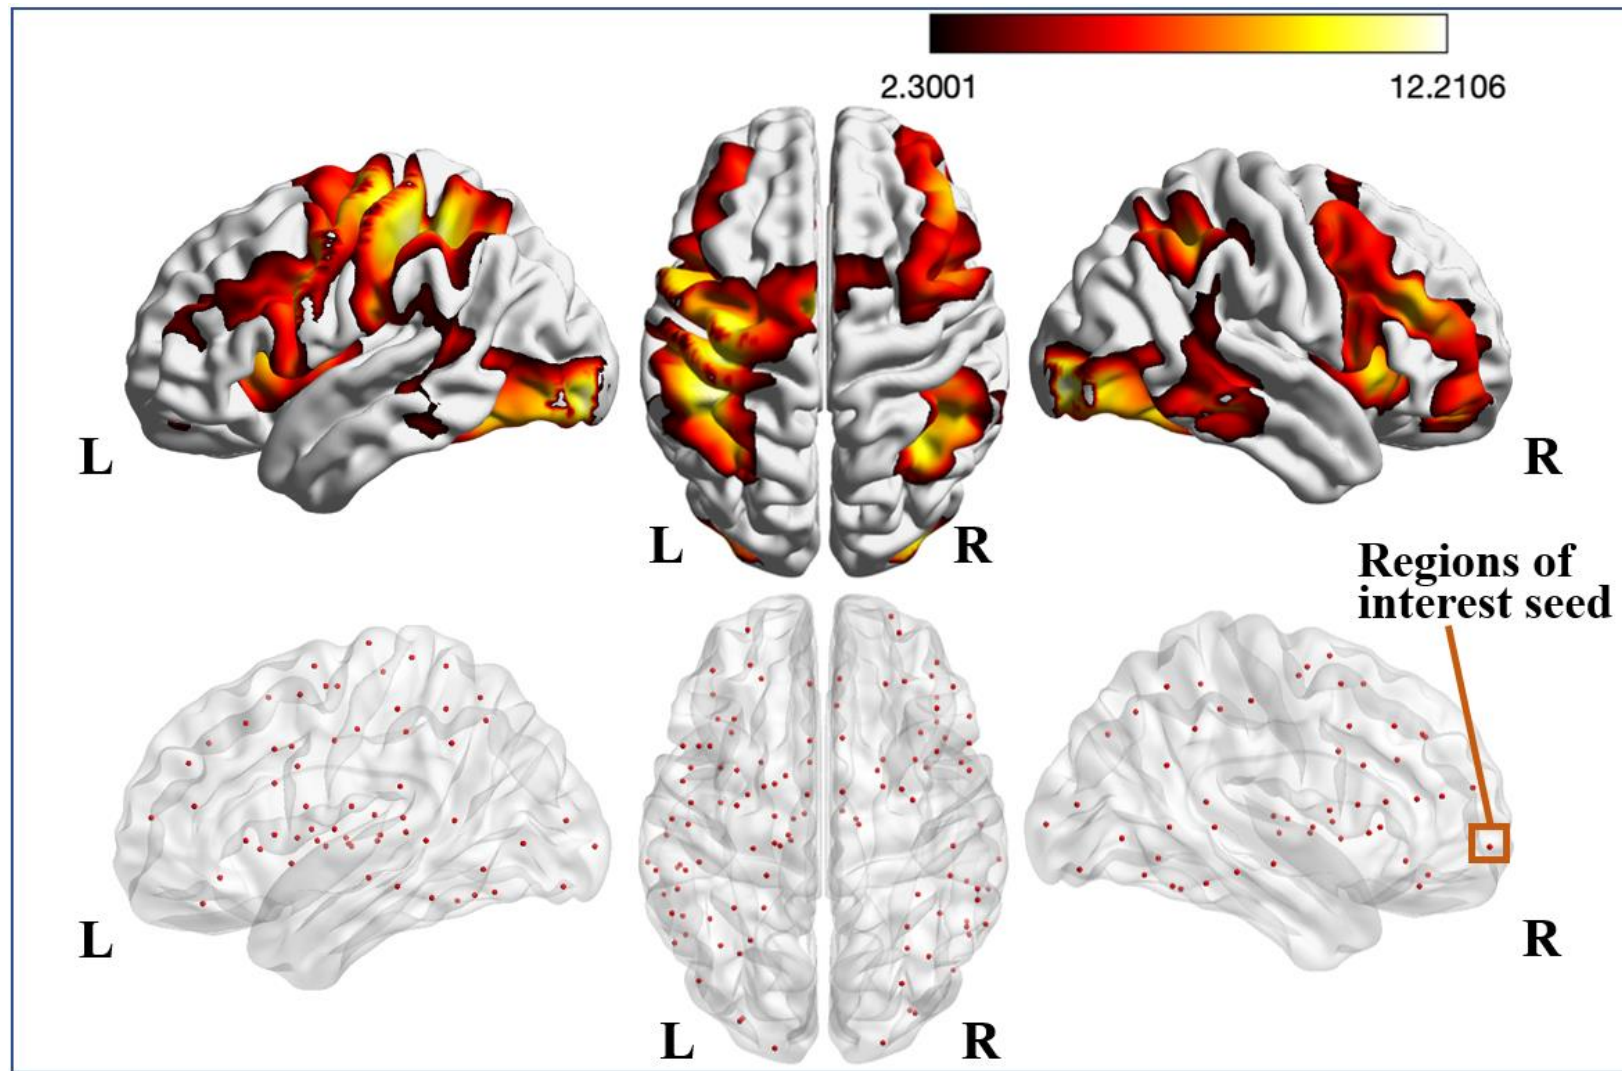 2.3001 12.2106
L
R
L R
Regions of
interest seed
L
R
L R